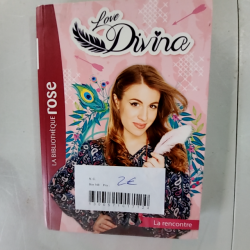 Love
Divina
LA BIBLIOTHÈQUE rose
2€
La rencontre